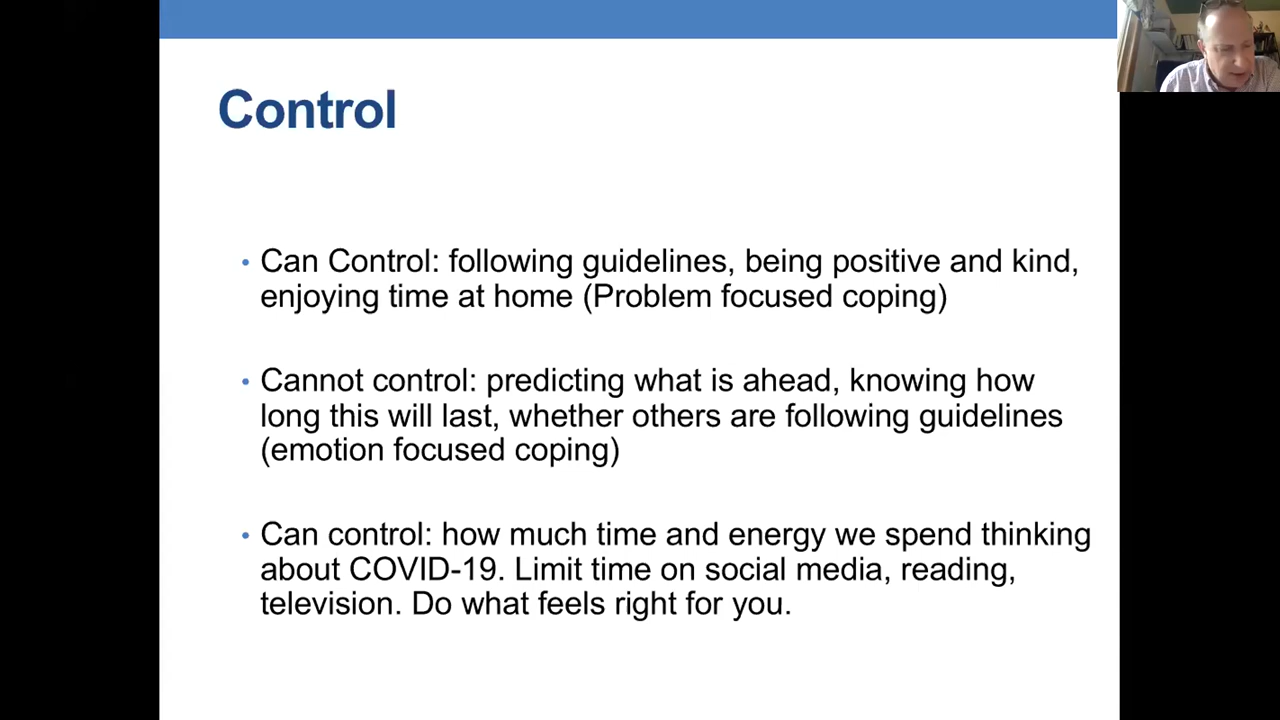 Control
• Can Control: following guidelines, being positive and kind,
enjoying time at home (Problem focused coping)
• Cannot control: predicting what is ahead, knowing how
long this will last, whether others are following guidelines
(emotion focused coping)
• Can control: how much time and energy we spend thinking
about COVID-19. Limit time on social media, reading,
television. Do what feels right for you.